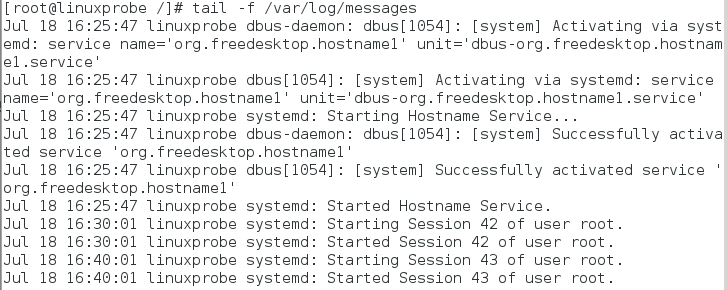 [root@linuxprobe /]# tail -f /var/log/messages
Jul 18 16:25:47 linuxprobe dbus-daemon: dbus[1054]: [system] Activating via syst
emd: service name='org.freedesktop.hostname1' unit='dbus-org.freedesktop.hostnam
e1.service'
Jul 18 16:25:47 linuxprobe dbus[1054]: [system] Activating via systemd: service 
name='org.freedesktop.hostname1' unit='dbus-org.freedesktop.hostname1.service'
Jul 18 16:25:47 linuxprobe systemd: Starting Hostname Service...
Jul 18 16:25:47 linuxprobe dbus-daemon: dbus[1054]: [system] Successfully activa
ted service 'org.freedesktop.hostname1'
Jul 18 16:25:47 linuxprobe dbus[1054]: [system] Successfully activated service '
org.freedesktop.hostname1'
Jul 18 16:25:47 linuxprobe systemd: Started Hostname Service.
Jul 18 16:30:01 linuxprobe systemd: Starting Session 42 of user root.
Jul 18 16:30:01 linuxprobe systemd: Started Session 42 of user root.
Jul 18 16:40:01 linuxprobe systemd: Starting Session 43 of user root.
Jul 18 16:40:01 linuxprobe systemd: Started Session 43 of user root.